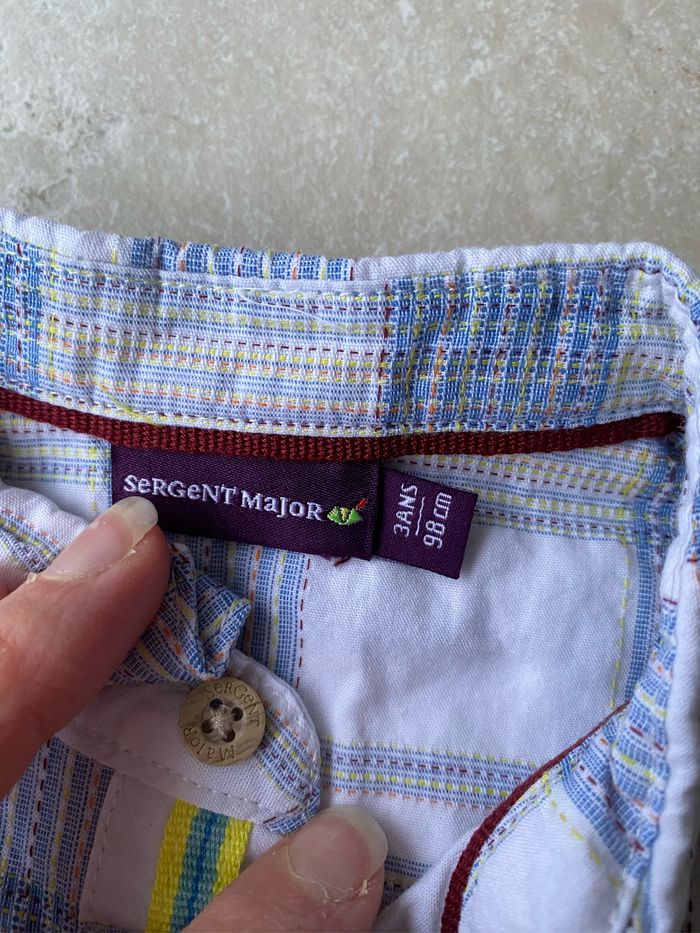 SeRGeNT MaJoR
3ANS
98cm
SeRGeNT
MaJoR